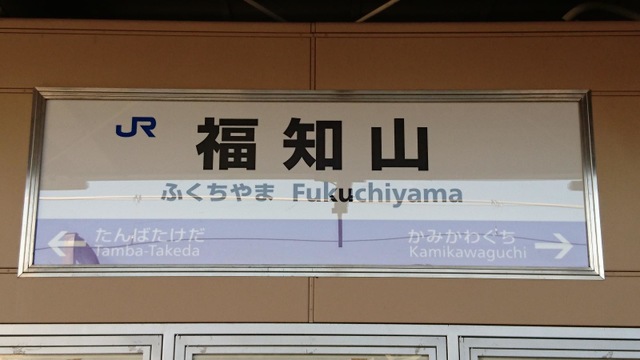 JR 福知山
ふくちやま Fukuchiyama
← たんばたけだ
Tamba-Takeda
かみかわぐち →
Kamikawaguchi